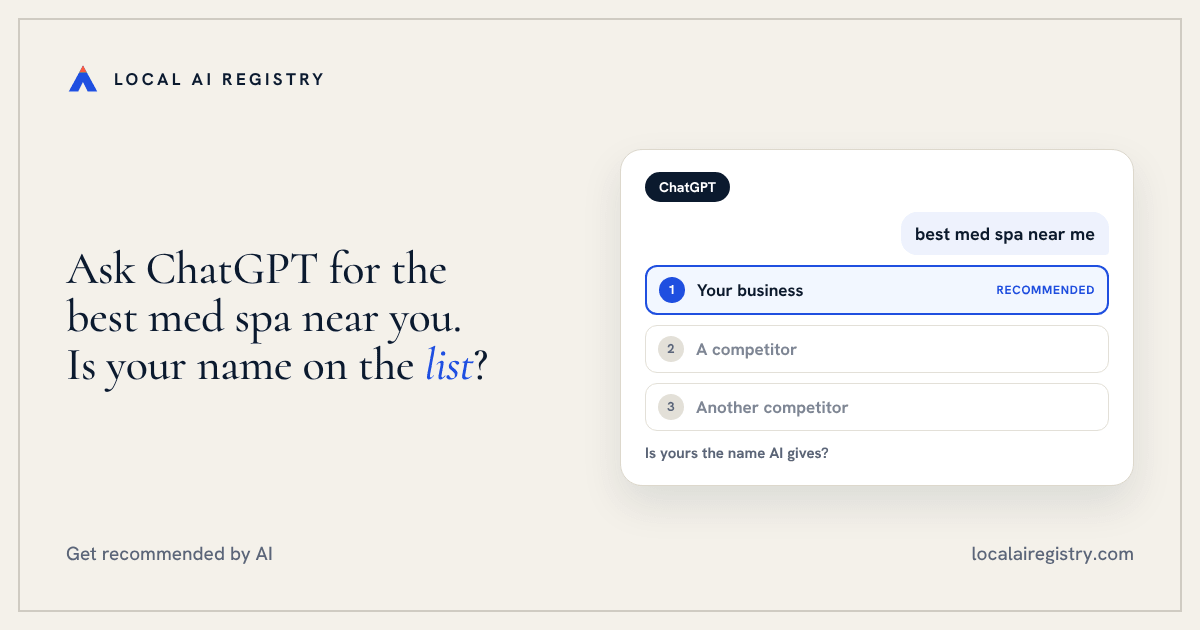 LOCAL AI REGISTRY
Ask ChatGPT for the
best med spa near you.
Is your name on the list?
ChatGPT
best med spa near me
1 Your business RECOMMENDED
2 A competitor
3 Another competitor
Is yours the name AI gives?
Get recommended by AI
localairegistry.com